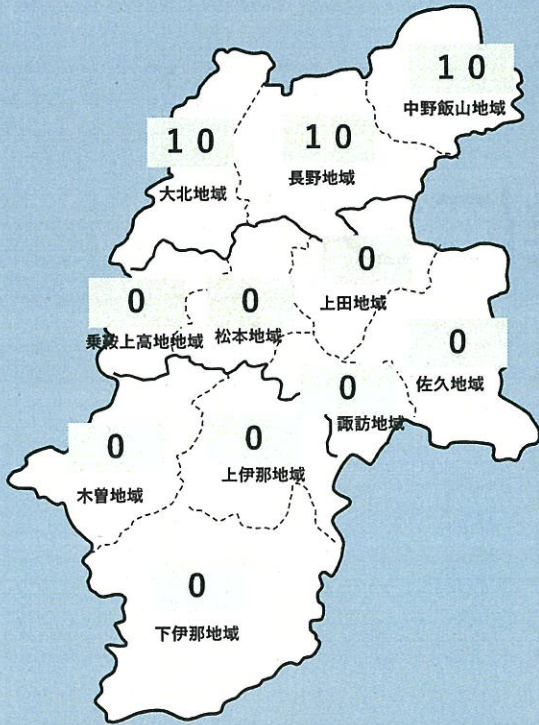 １０
中野飯山地域
１０
大北地域
１０
長野地域
０
上田地域
０
乗鞍上高地地域
０
松本地域
０
佐久地域
０
諏訪地域
０
木曽地域
０
上伊那地域
０
下伊那地域